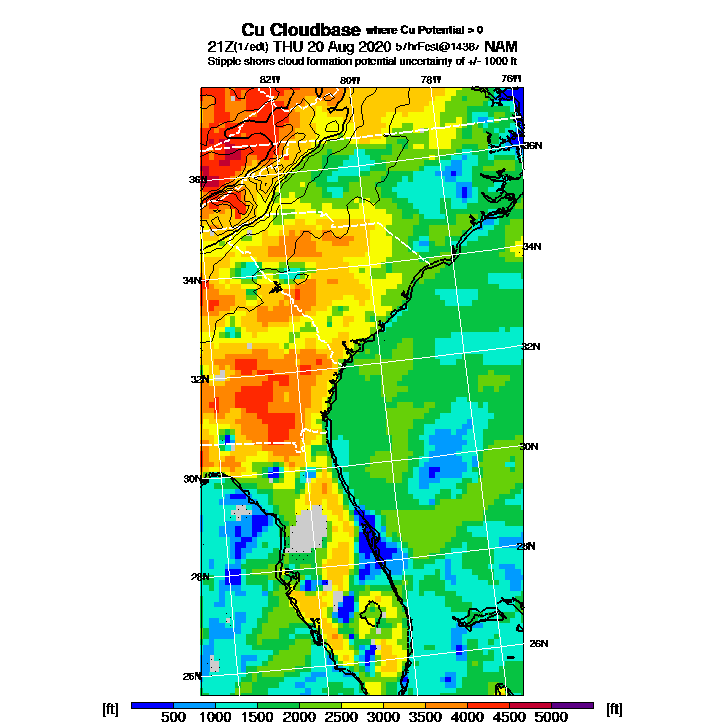 Cu Cloudbase where Cu Potential > 0
21Z(17edt) THU 20 Aug 2020 57hrFcst@1438z NAM
Stipple shows cloud formation potential uncertainty of +/- 1000 ft
82W 80W 78W 76W
36N
36N
34N
34N
32N
32N
30N
30N
28N
28N
26N
26N
[ft] 500 1000 1500 2000 2500 3000 3500 4000 4500 5000 [ft]